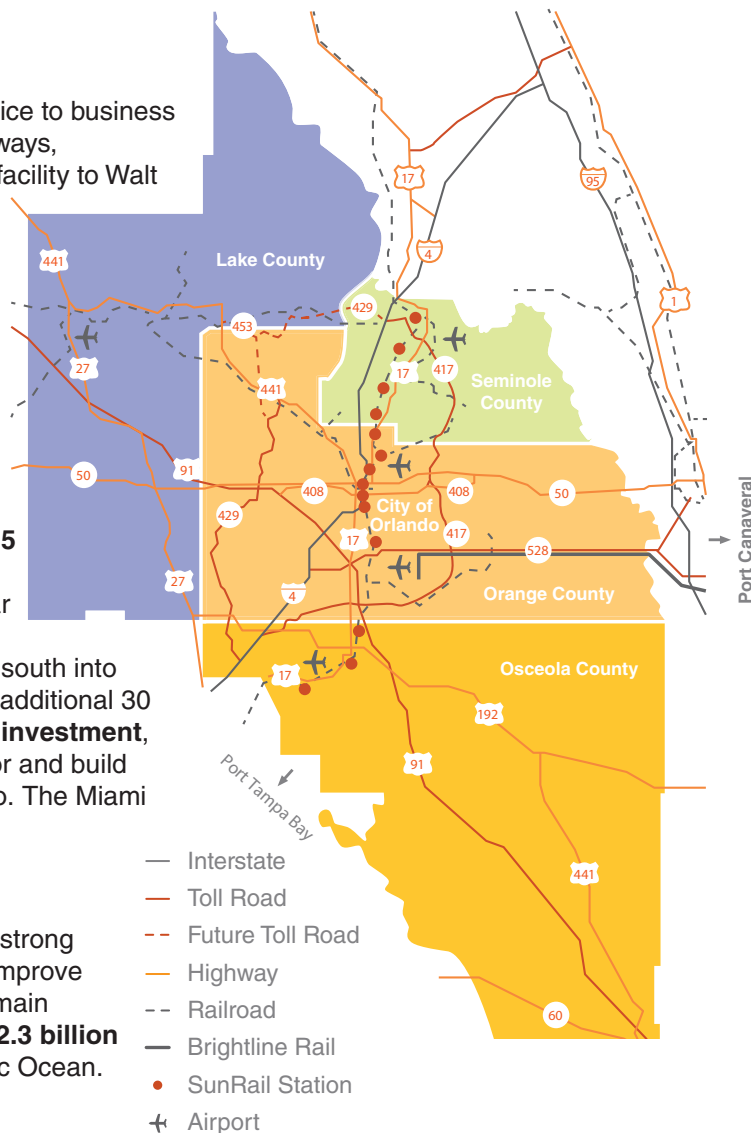 ice to business
ways,
facility to Walt
5
ar
south into
additional 30
investment,
or and build
o. The Miami
strong
mprove
main
2.3 billion
c Ocean.
17
95
4
441
Lake County
1
429
453
27
17
417
441
Seminole
County
91
50
408
408
50
City of
Orlando
429
17
417
528
Port Canaveral
27
4
Orange County
Osceola County
17
192
Port Tampa Bay
91
441
60
Interstate
Toll Road
Future Toll Road
Highway
Railroad
Brightline Rail
SunRail Station
Airport